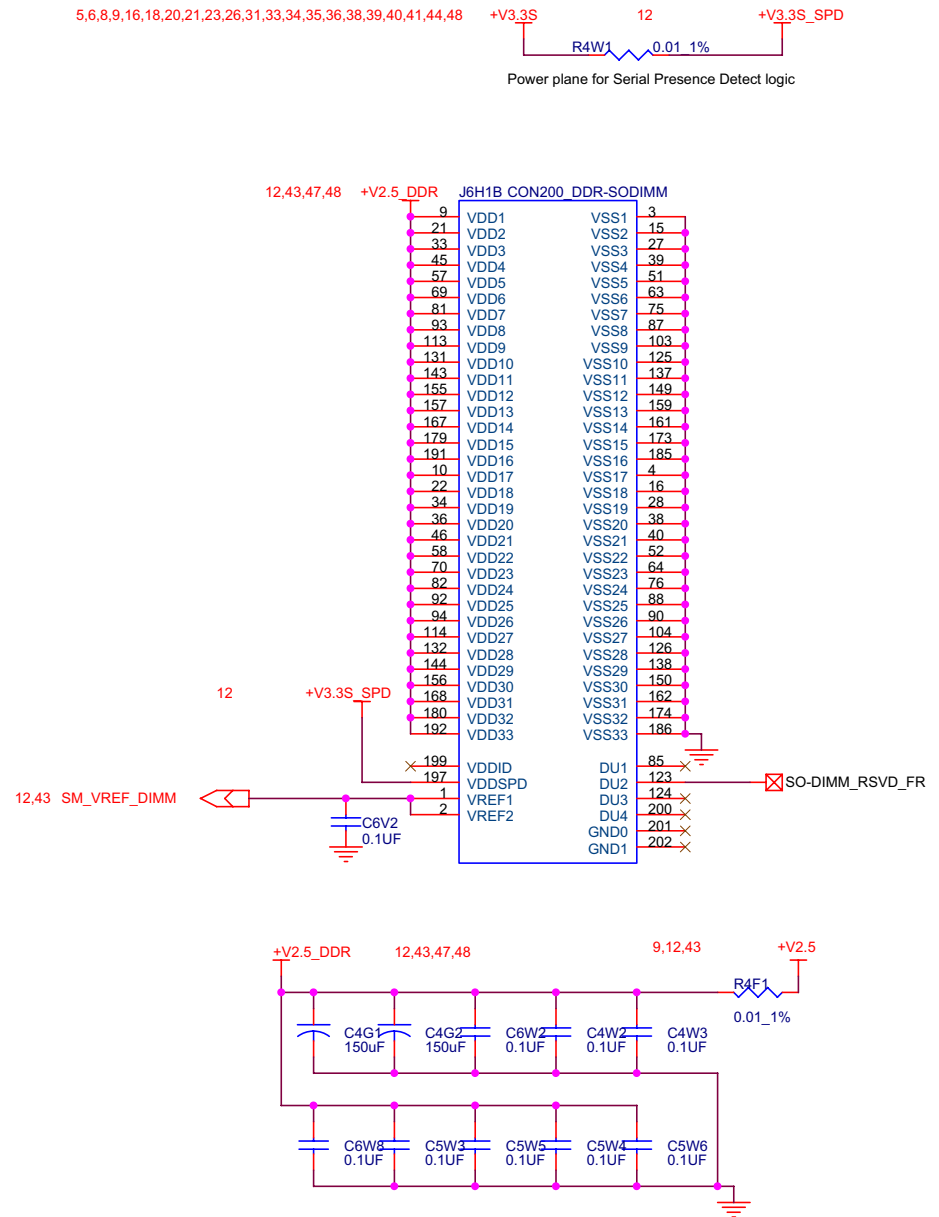 5,6,8,9,16,18,20,21,23,26,31,33,34,35,36,38,39,40,41,44,48 +V3.3S 12 +V3.3S_SPD
R4W1 0.01_1%
Power plane for Serial Presence Detect logic
12,43,47,48 +V2.5_DDR J6H1B CON200_DDR-SODIMM
9 VDD1 VSS1 3
21 VDD2 VSS2 15
33 VDD3 VSS3 27
45 VDD4 VSS4 39
57 VDD5 VSS5 51
69 VDD6 VSS6 63
81 VDD7 VSS7 75
93 VDD8 VSS8 87
113 VDD9 VSS9 103
131 VDD10 VSS10 125
143 VDD11 VSS11 137
155 VDD12 VSS12 149
157 VDD13 VSS13 159
167 VDD14 VSS14 161
179 VDD15 VSS15 173
191 VDD16 VSS16 185
10 VDD17 VSS17 4
22 VDD18 VSS18 16
34 VDD19 VSS19 28
36 VDD20 VSS20 38
46 VDD21 VSS21 40
58 VDD22 VSS22 52
70 VDD23 VSS23 64
82 VDD24 VSS24 76
92 VDD25 VSS25 88
94 VDD26 VSS26 90
114 VDD27 VSS27 104
132 VDD28 VSS28 126
144 VDD29 VSS29 138
156 VDD30 VSS30 150
12 +V3.3S_SPD 168 VDD31 VSS31 162
180 VDD32 VSS32 174
192 VDD33 VSS33 186
199 VDDID DU1 85
197 VDDSPD DU2 123 SO-DIMM_RSVD_FR
12,43 SM_VREF_DIMM 1 VREF1 DU3 124
2 VREF2 DU4 200
C6V2 GND0 201
0.1UF GND1 202
+V2.5_DDR 12,43,47,48 9,12,43 +V2.5
R4F1
0.01_1%
C4G1 C4G2 C6W2 C4W2 C4W3
150uF 150uF 0.1UF 0.1UF 0.1UF
C6W8 C5W3 C5W5 C5W4 C5W6
0.1UF 0.1UF 0.1UF 0.1UF 0.1UF